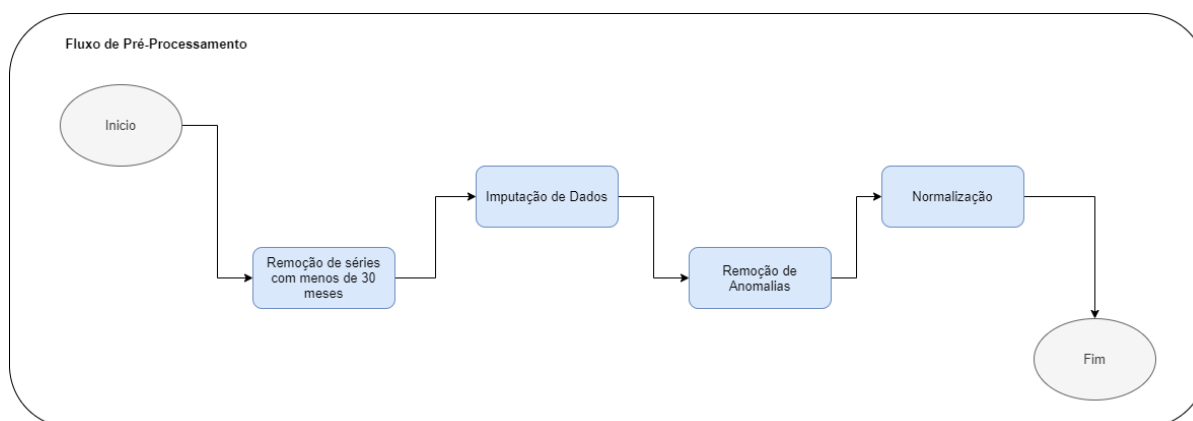 Fluxo de Pré-Processamento
Inicio
Remoção de séries
com menos de 30
meses
Imputação de Dados
Remoção de
Anomalias
Normalização
Fim